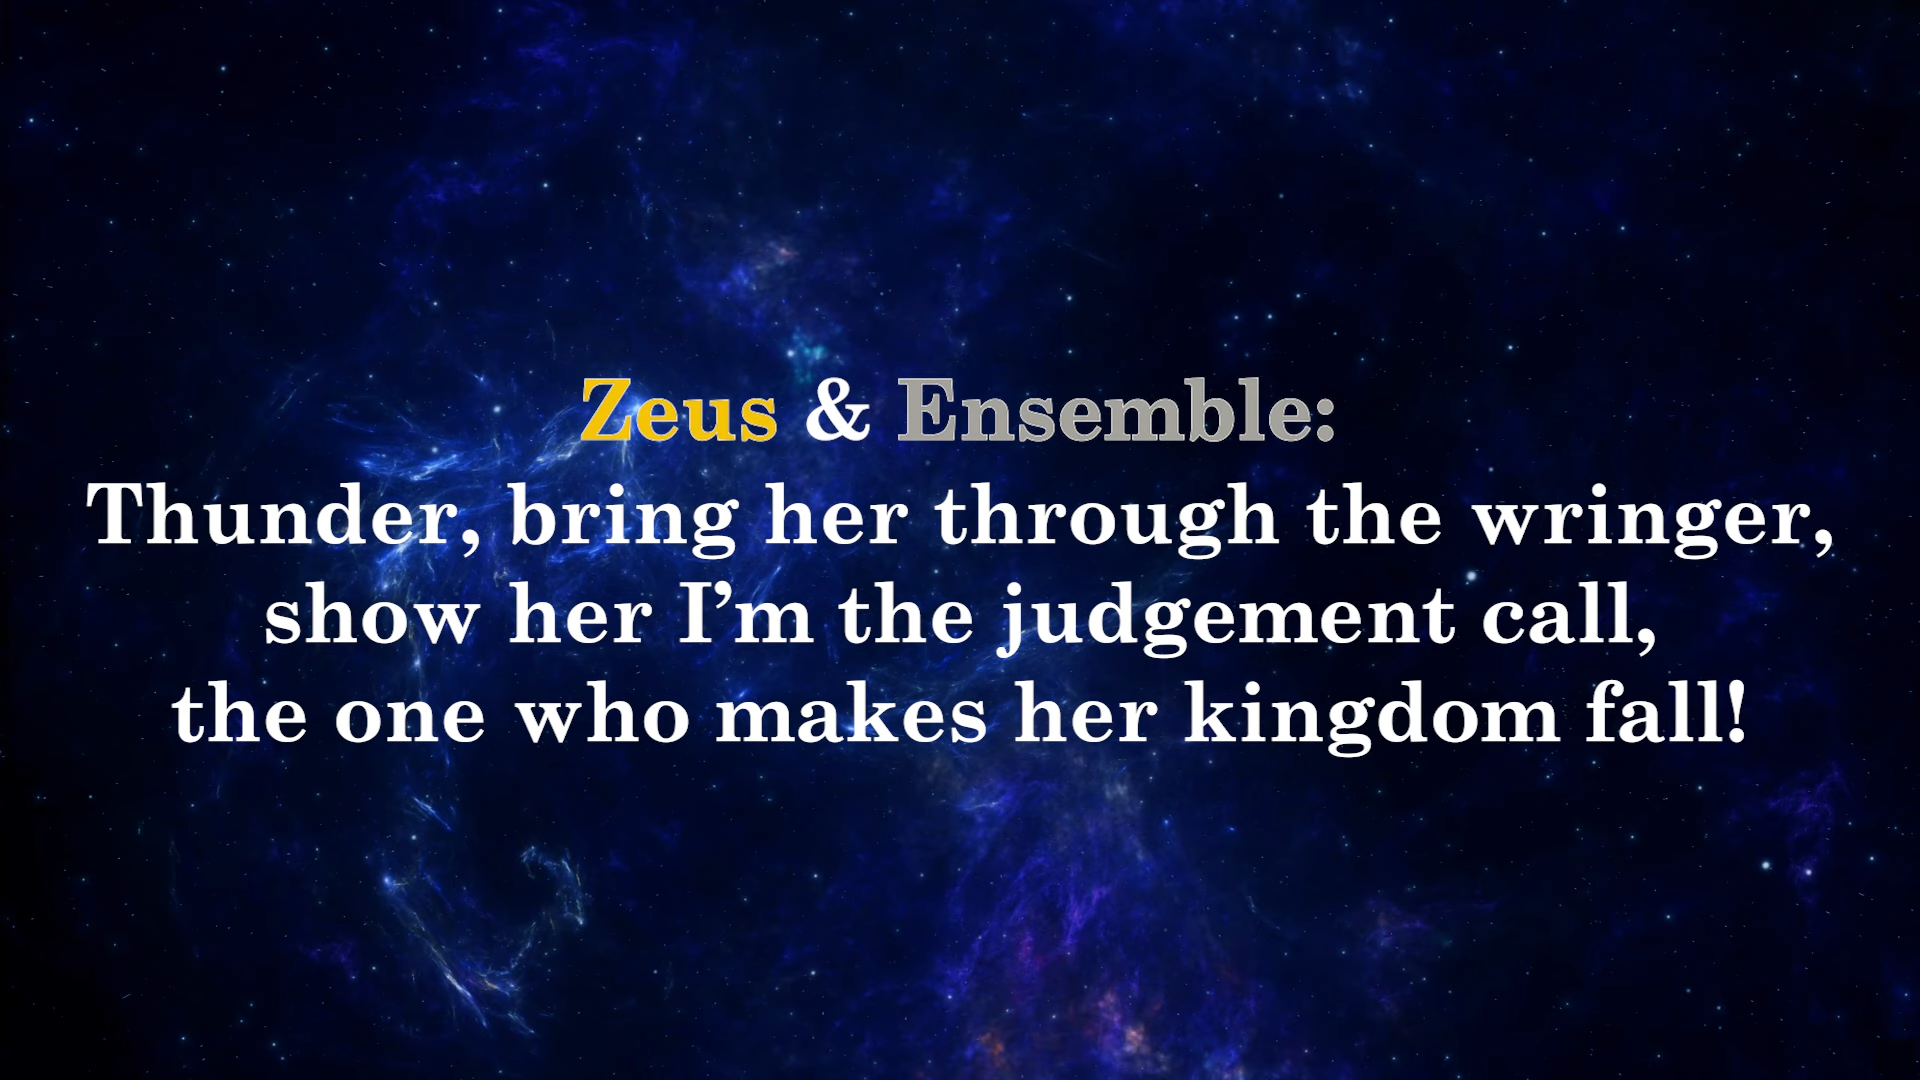 Zeus & Ensemble:
Thunder, bring her through the wringer,
show her I’m the judgement call,
the one who makes her kingdom fall!